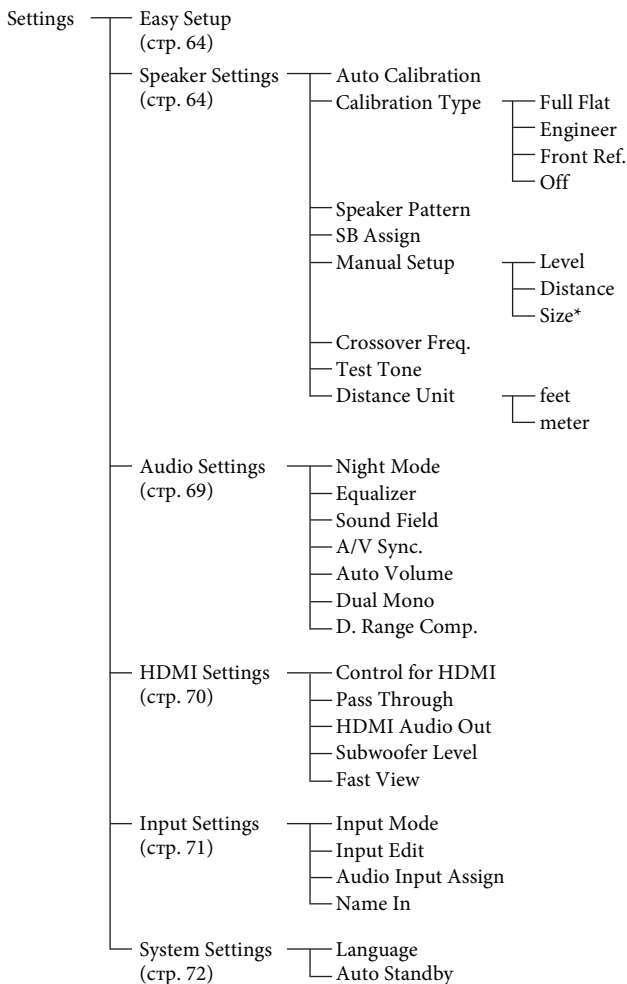 Settings
Easy Setup
(стр. 64)
Speaker Settings
(стр. 64)
Auto Calibration
Calibration Type
Full Flat
Engineer
Front Ref.
Off
Speaker Pattern
SB Assign
Manual Setup
Level
Distance
Size*
Crossover Freq.
Test Tone
Distance Unit
feet
meter
Audio Settings
(стр. 69)
Night Mode
Equalizer
Sound Field
A/V Sync.
Auto Volume
Dual Mono
D. Range Comp.
HDMI Settings
(стр. 70)
Control for HDMI
Pass Through
HDMI Audio Out
Subwoofer Level
Fast View
Input Settings
(стр. 71)
Input Mode
Input Edit
Audio Input Assign
Name In
System Settings
(стр. 72)
Language
Auto Standby